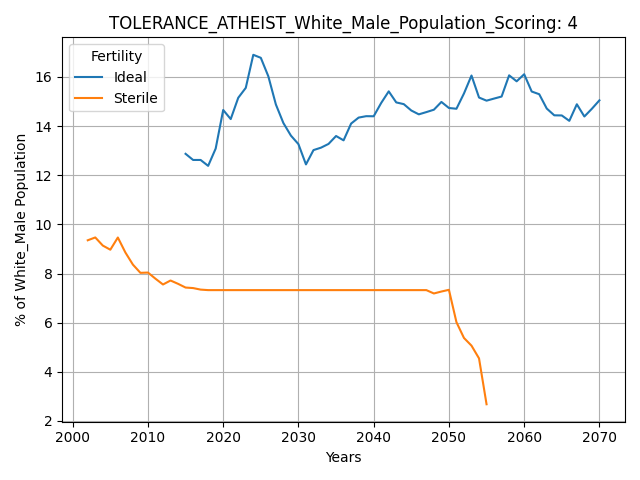 TOLERANCE_ATHEIST_White_Male_Population_Scoring: 4
Fertility
Ideal
Sterile
% of White_Male Population
16
14
12
10
8
6
4
2
2000 2010 2020 2030 2040 2050 2060 2070
Years